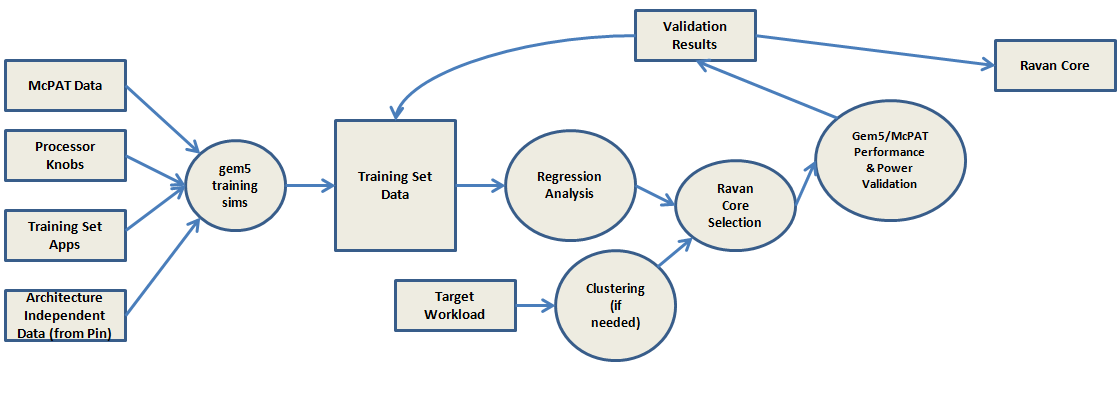 McPAT Data
Processor
Knobs
Training Set
Apps
Architecture
Independent
Data (from Pin)
gem5
training
sims
Training Set
Data
Regression
Analysis
Target
Workload
Clustering
(if
needed)
Ravan
Core
Selection
Gem5/McPAT
Performance
& Power
Validation
Validation
Results
Ravan Core